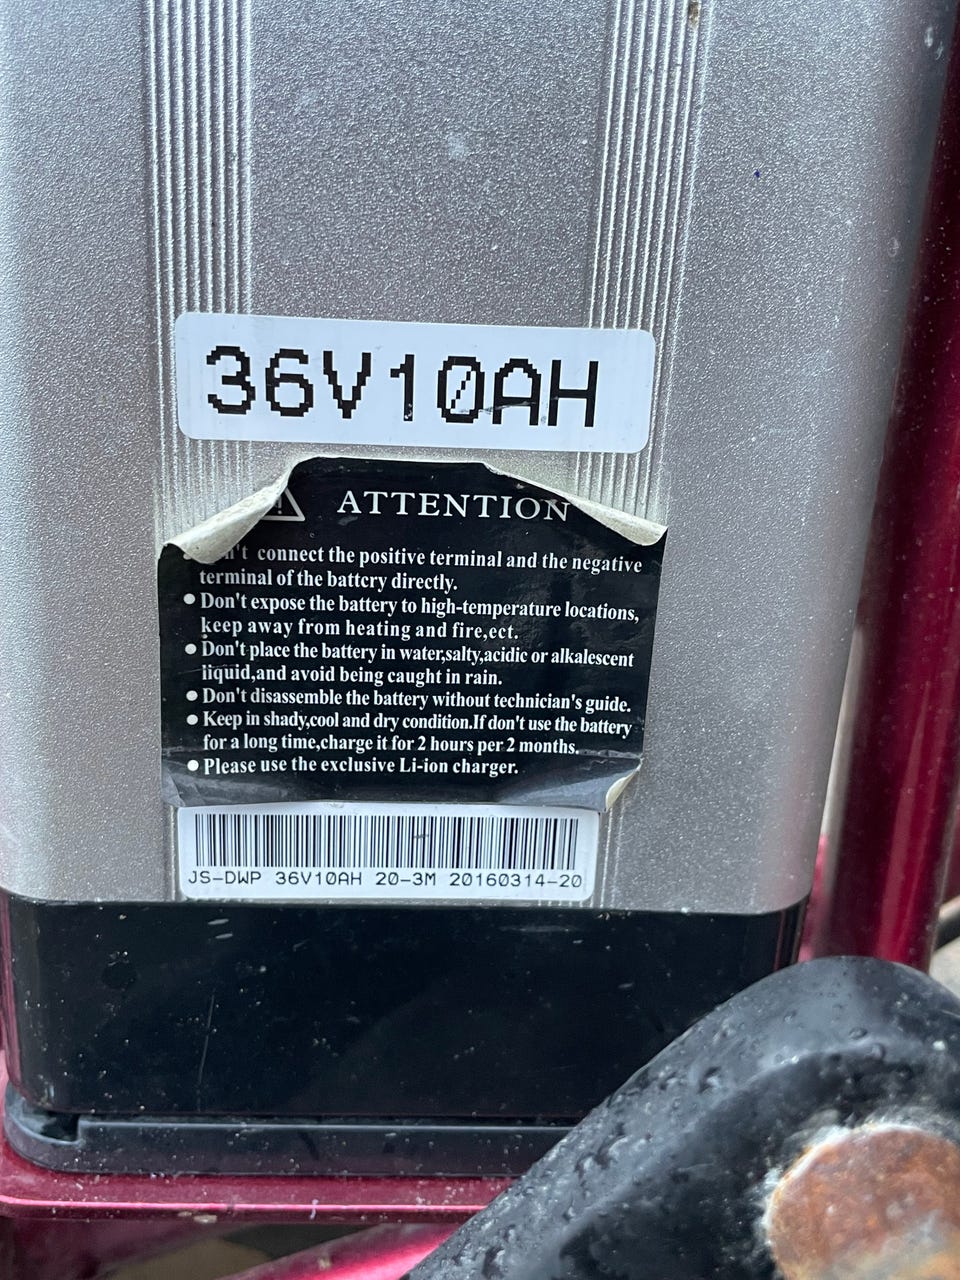 36V10AH
ATTENTION
connect the positive terminal and the negative
terminal of the battcry directly.
● Don't expose the battery to high-temperature locations,
keep away from heating and fire,ect.
● Don't place the battery in water,salty,acidic or alkalescent
liquid,and avoid being caught in rain.
● Don't disassemble the battery without technician's guide.
● Keep in shady,cool and dry condition.If don't use the battery
for a long time,charge it for 2 hours per 2 months.
● Please use the exclusive Li-ion charger.
JS-DWP 36V10AH 20-3M 20160314-20